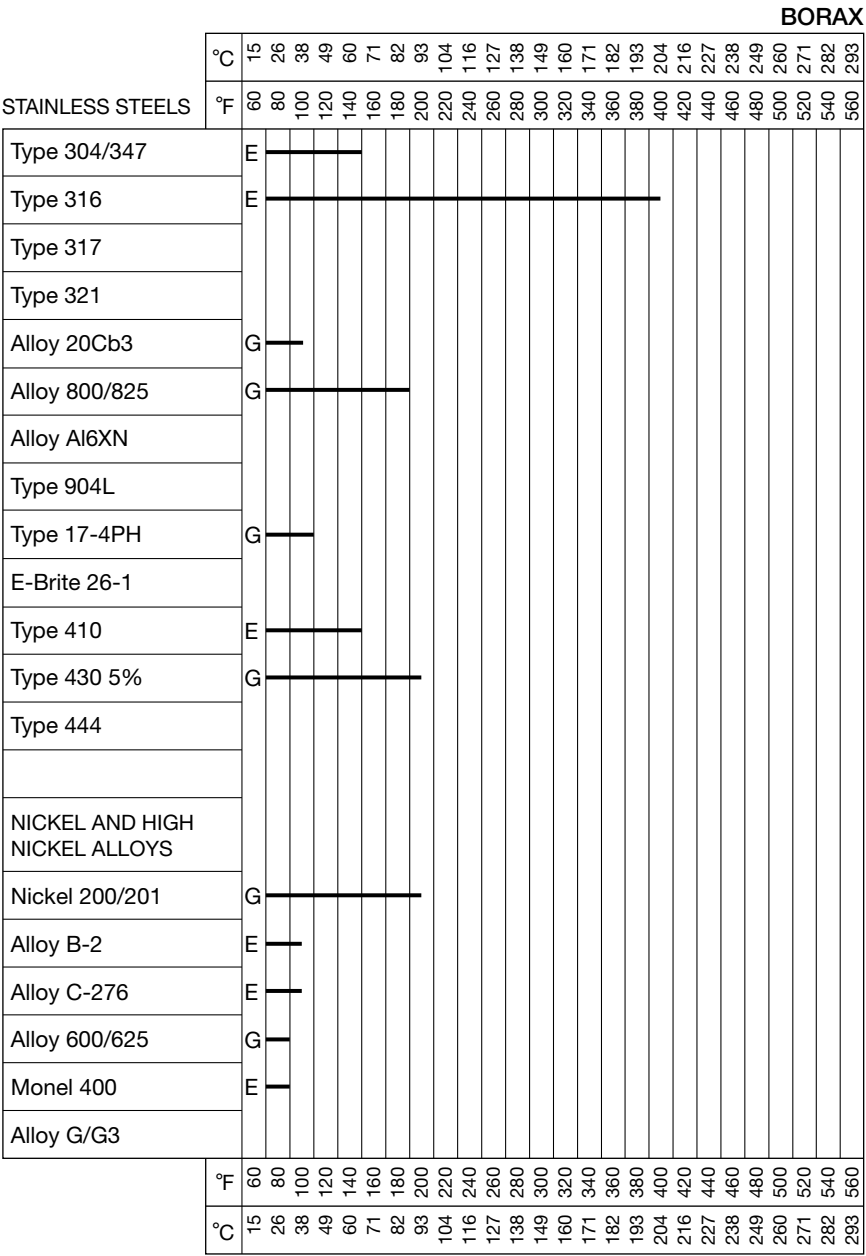 BORAX
°C 15 26 38 49 60 71 82 93 104 116 127 138 149 160 171 182 193 204 216 227 238 249 260 271 282 293
STAINLESS STEELS °F 60 80 100 120 140 160 180 200 220 240 260 280 300 320 340 360 380 400 420 440 460 480 500 520 540 560
Type 304/347 E
Type 316 E
Type 317
Type 321
Alloy 20Cb3 G
Alloy 800/825 G
Alloy Al6XN
Type 904L
Type 17-4PH G
E-Brite 26-1
Type 410 E
Type 430 5% G
Type 444
NICKEL AND HIGH
NICKEL ALLOYS
Nickel 200/201 G
Alloy B-2 E
Alloy C-276 E
Alloy 600/625 G
Monel 400 E
Alloy G/G3
°F 60 80 100 120 140 160 180 200 220 240 260 280 300 320 340 360 380 400 420 440 460 480 500 520 540 560
°C 15 26 38 49 60 71 82 93 104 116 127 138 149 160 171 182 193 204 216 227 238 249 260 271 282 293